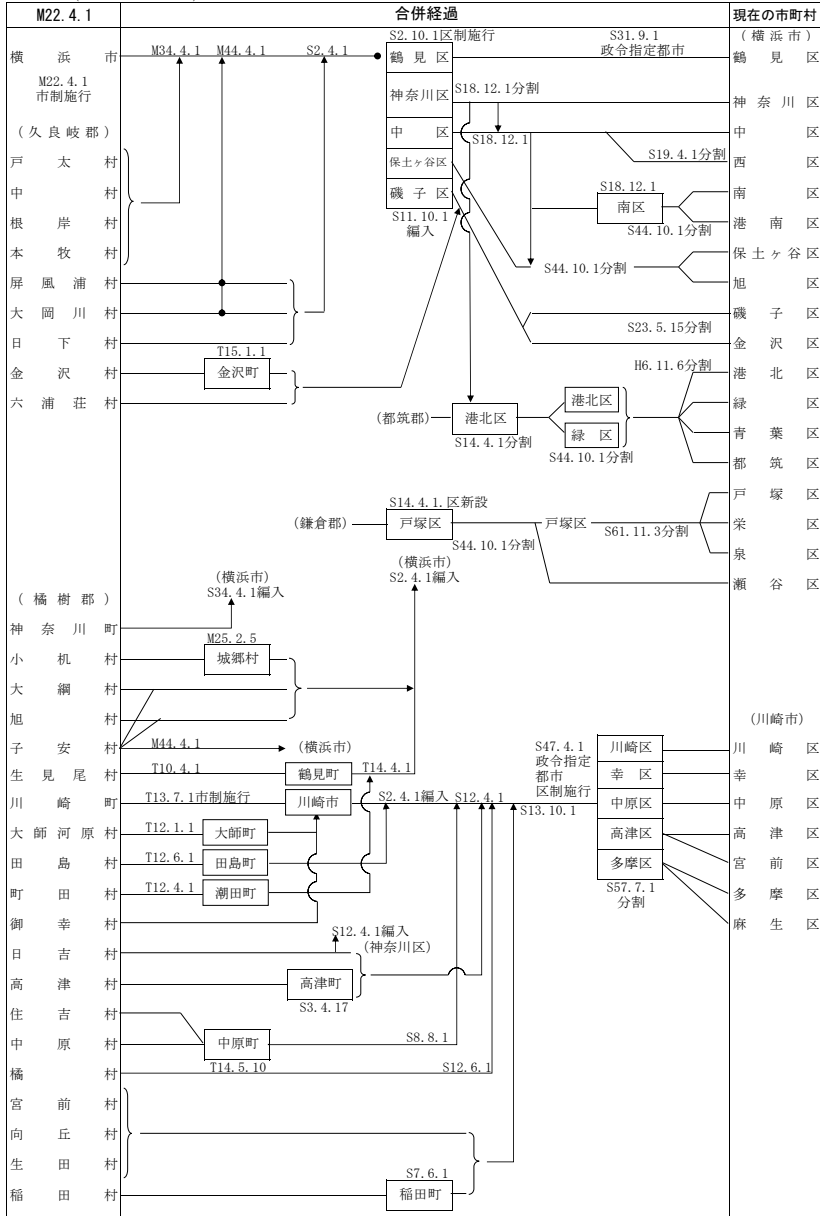 M22.4.1 合併経過 現在の市町村
S2.10.1区制施行 S31.9.1 (横浜市)
横浜市 M34.4.1 M44.4.1 S2.4.1 鶴見区 政令指定都市 鶴見区
M22.4.1
市制施行
神奈川区 S18.12.1分割 神奈川区
(久良岐郡) 中区 S18.12.1 中区
戸太村 保土ヶ谷区 S19.4.1分割 西区
中村 磯子区 S18.12.1 南区
南区
根岸村 S11.10.1 港南区
編入 S44.10.1分割
本牧村 保土ヶ谷区
屏風浦村 S44.10.1分割 旭区
大岡川村 磯子区
S23.5.15分割
日下村 金沢区
T15.1.1 H6.11.6分割
金沢村 金沢町 港北区
六浦荘村 港北区 緑区
(都筑郡) 港北区 緑区 青葉区
S14.4.1分割 S44.10.1分割
都筑区
S14.4.1.区新設 戸塚区
(鎌倉郡) 戸塚区 戸塚区 S61.11.3分割 栄区
S44.10.1分割 泉区
(横浜市)
(横浜市) S2.4.1編入 瀬谷区
S34.4.1編入
(橘樹郡)
神奈川町
M25.2.5
小机村 城郷村
大綱村
旭村 (川崎市)
子安村 M44.4.1 (横浜市) S47.4.1 川崎区 川崎区
政令指定
都市
区制施行
生見尾村 T10.4.1 鶴見町 T14.4.1 幸区 幸区
川崎町 T13.7.1市制施行 川崎市 S2.4.1編入 S12.4.1 中原区 中原区
S13.10.1
大師河原村 T12.1.1 大師町 高津区 高津区
田島村 T12.6.1 田島町 多摩区 宮前区
町田村 T12.4.1 潮田町 S57.7.1 多摩区
分割
御幸村 麻生区
S12.4.1編入
日吉村 (神奈川区)
高津村 高津町
S3.4.17
住吉村
中原村 中原町 S8.8.1
T14.5.10 S12.6.1
橘村
宮前村
向丘村
生田村
S7.6.1
稲田村 稲田町